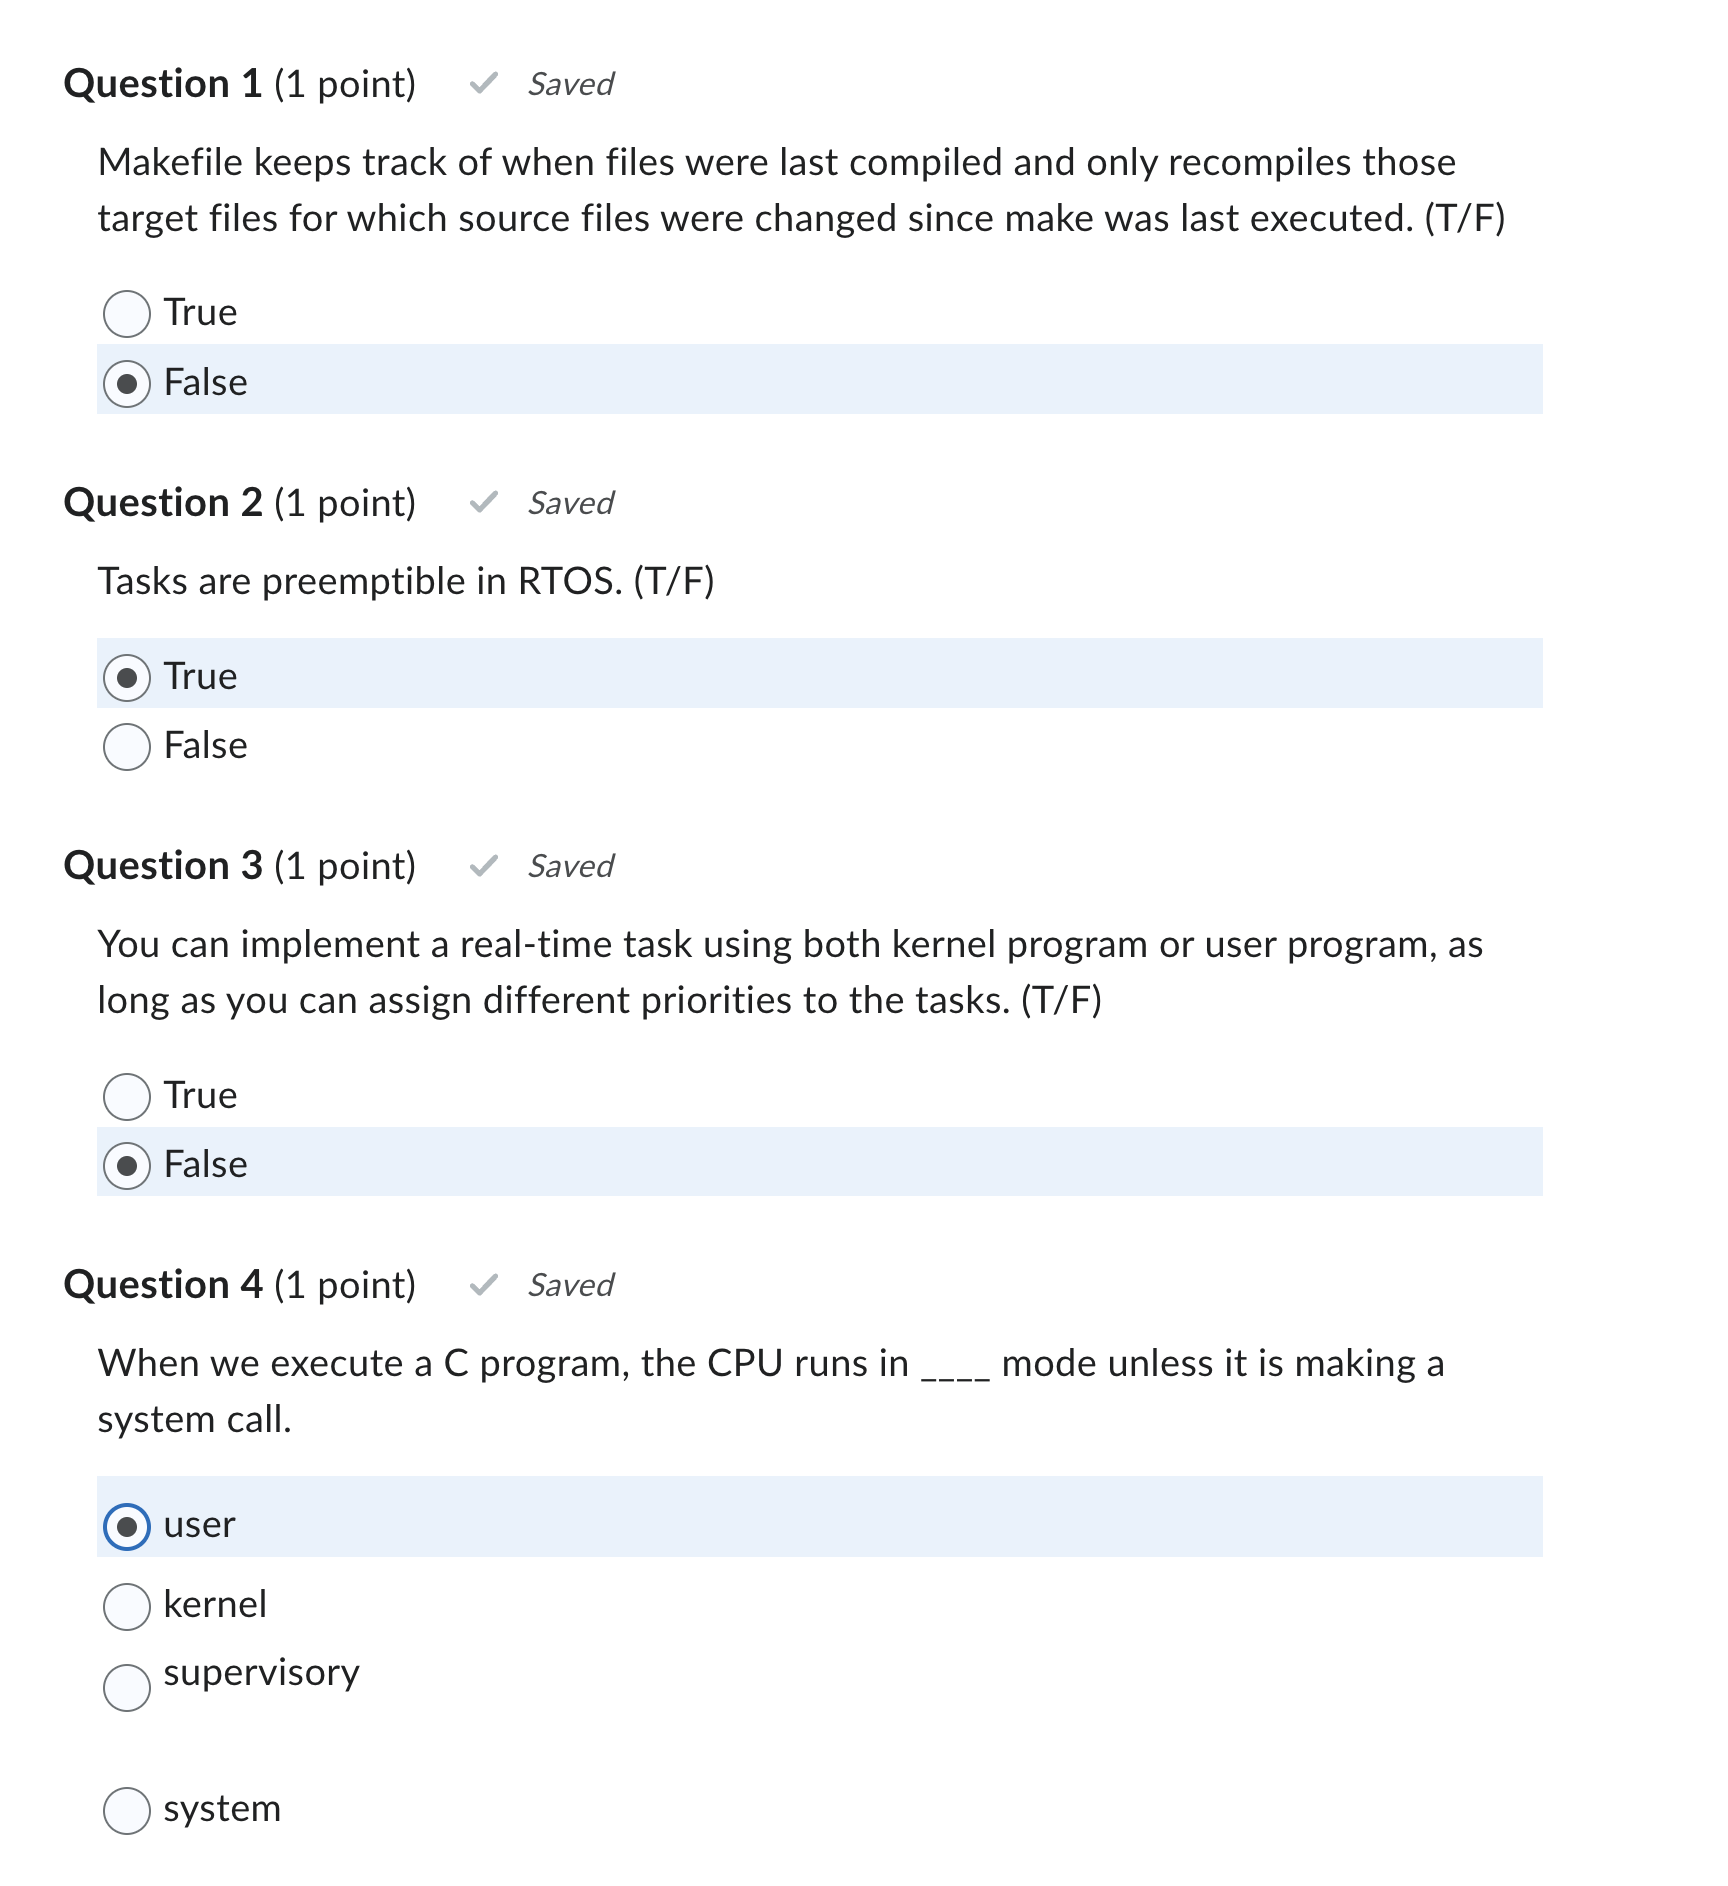 Question 1 (1 point) Saved
Makefile keeps track of when files were last compiled and only recompiles those
target files for which source files were changed since make was last executed. (T/F)
True
False
Question 2 (1 point) Saved
Tasks are preemptible in RTOS. (T/F)
True
False
Question 3 (1 point) Saved
You can implement a real-time task using both kernel program or user program, as
long as you can assign different priorities to the tasks. (T/F)
True
False
Question 4 (1 point) Saved
When we execute a C program, the CPU runs in ____ mode unless it is making a
system call.
user
kernel
supervisory
system